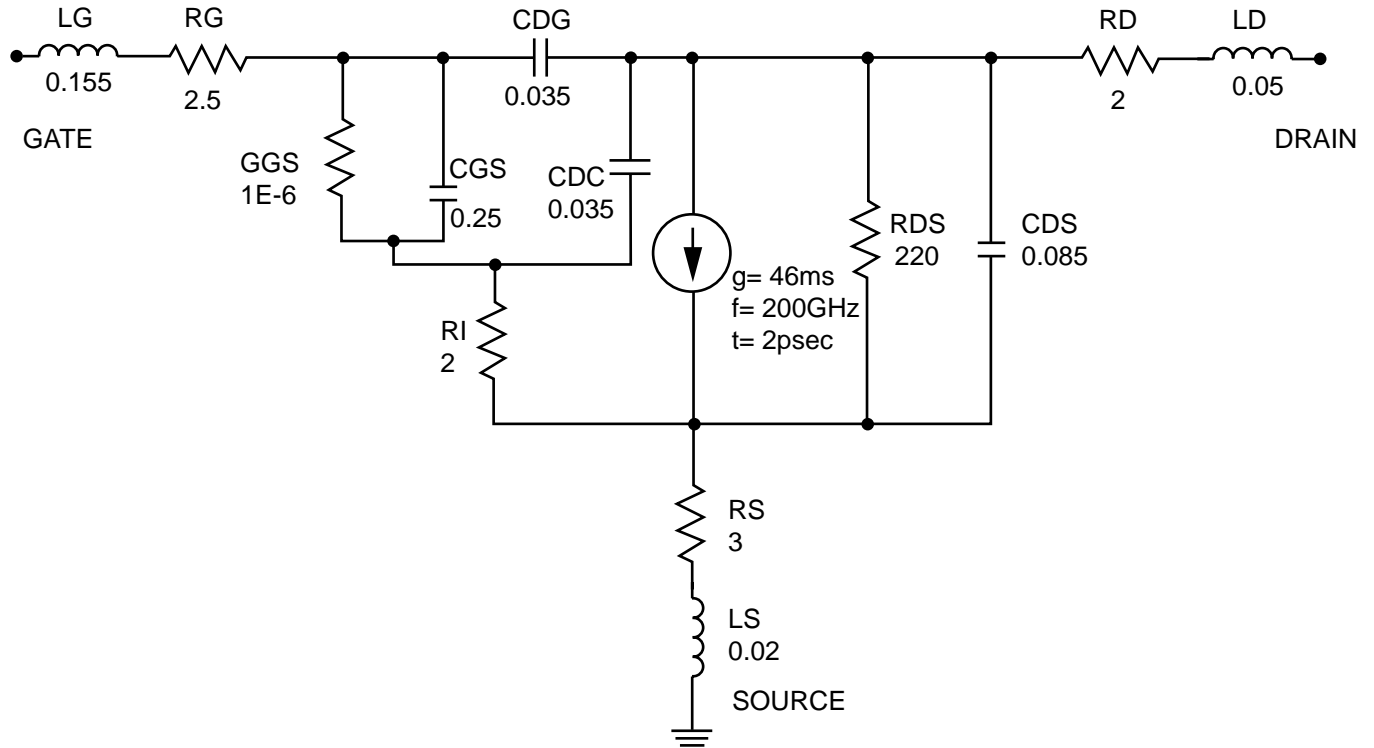 LG
0.155
RG
2.5
CDG
0.035
RD
2
LD
0.05
GATE
DRAIN
GGS
1E-6
CGS
0.25
CDC
0.035
g= 46ms
f= 200GHz
t= 2psec
RDS
220
CDS
0.085
RI
2
RS
3
LS
0.02
SOURCE